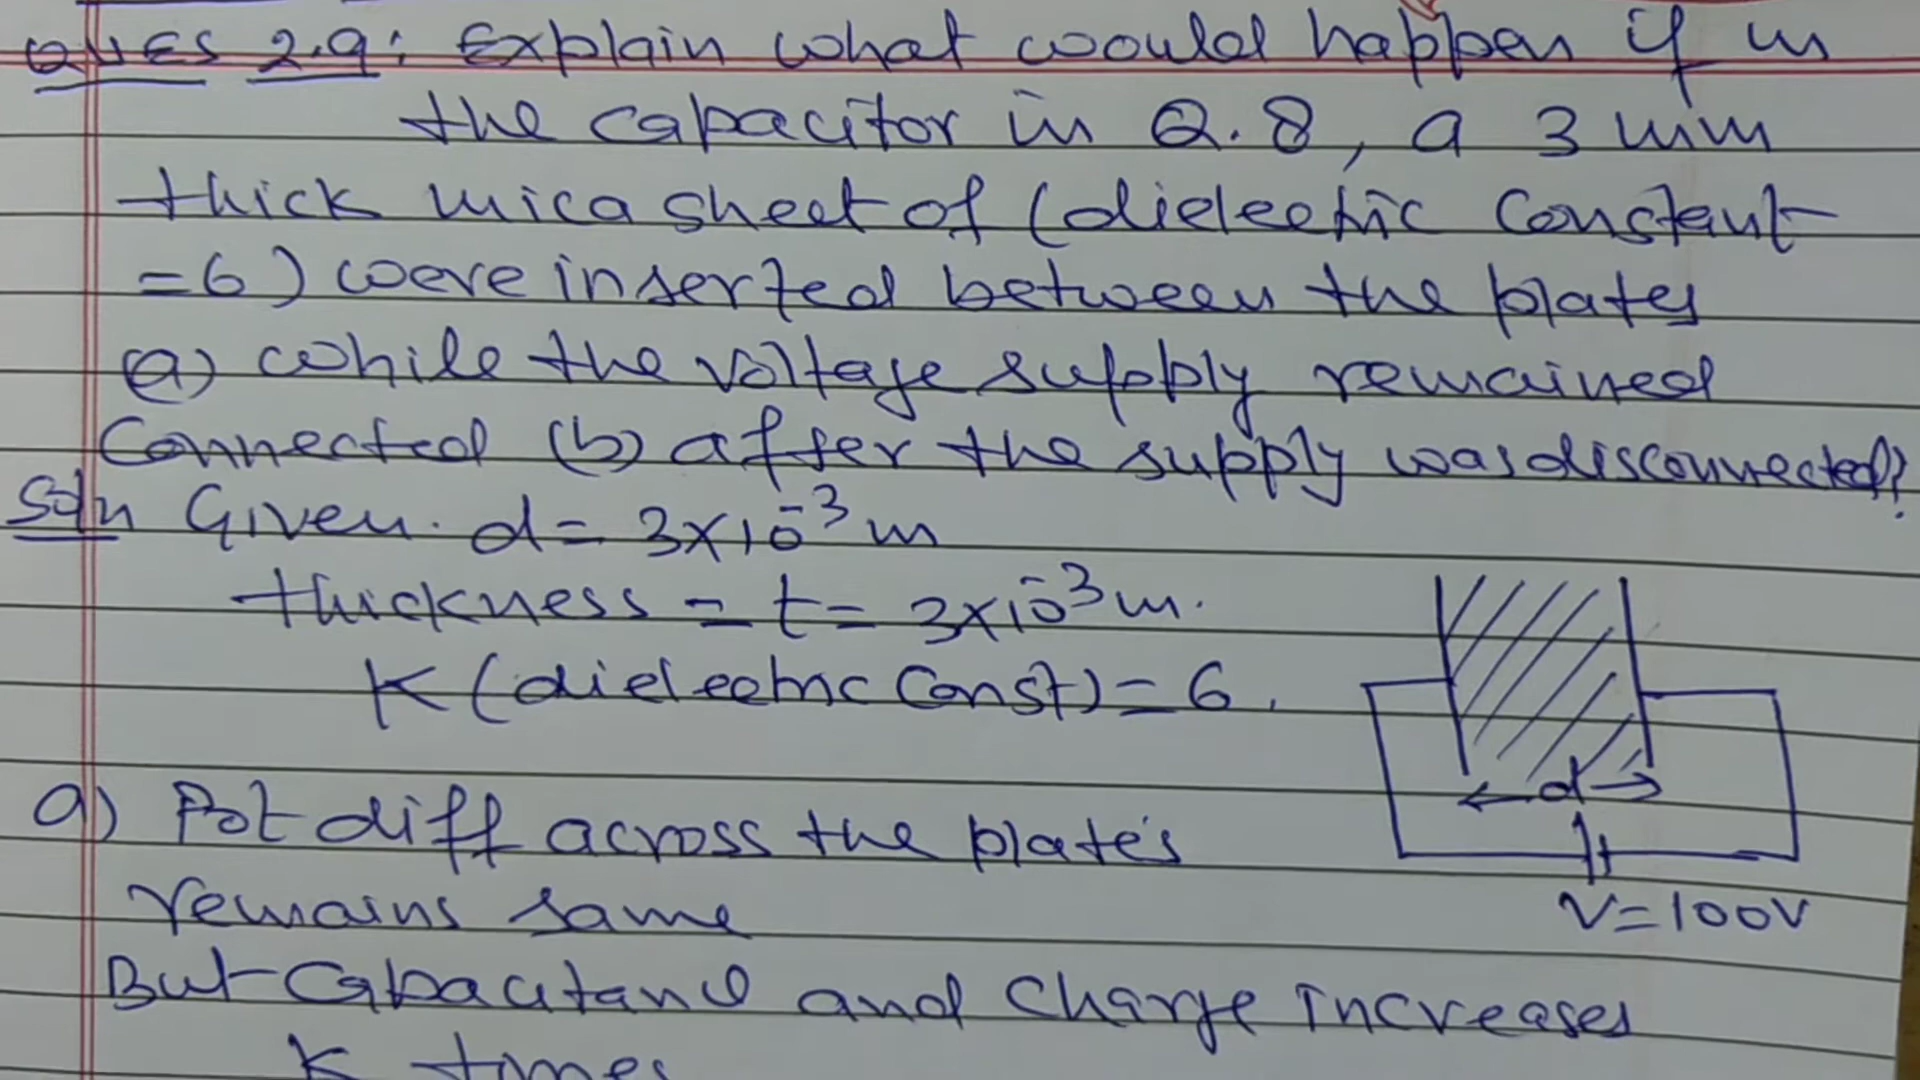 QUES 2.9: Explain what would happen if in
the capacitor in Q.8, a 3 mm
thick mica sheet of (dielectric constant
=6) were inserted between the plates
(a) while the voltage supply remained
Connected (b) after the supply was disconnected?
Soln Given. d = 3×10⁻³ m
thickness = t = 3×10⁻³ m.
K (dielectric Const) = 6.
d
V=100V
a) Pot diff across the plates
remains same
But Capacitance and charge increases
K times